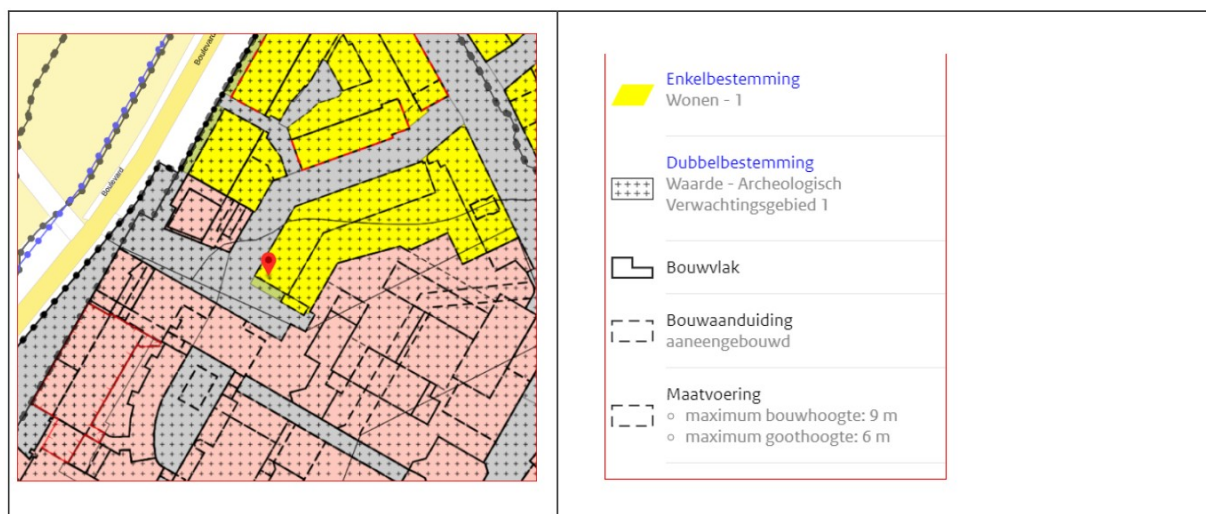 Boulevard
Boulevard
Enkelbestemming
Wonen - 1
Dubbelbestemming
Waarde - Archeologisch
Verwachtingsgebied 1
Bouwvlak
Bouwaanduiding
aaneengebouwd
Maatvoering
maximum bouwhoogte: 9 m
maximum goothoogte: 6 m